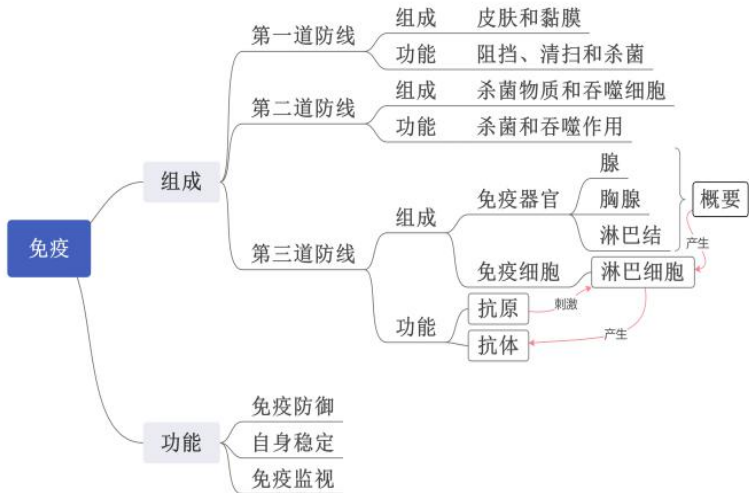 免疫
组成
第一道防线
组成 皮肤和黏膜
功能 阻挡、清扫和杀菌
第二道防线
组成 杀菌物质和吞噬细胞
功能 杀菌和吞噬作用
第三道防线
组成
免疫器官
腺
胸腺
淋巴结
概要
产生
免疫细胞
淋巴细胞
功能
抗原
刺激
抗体
产生
功能
免疫防御
自身稳定
免疫监视